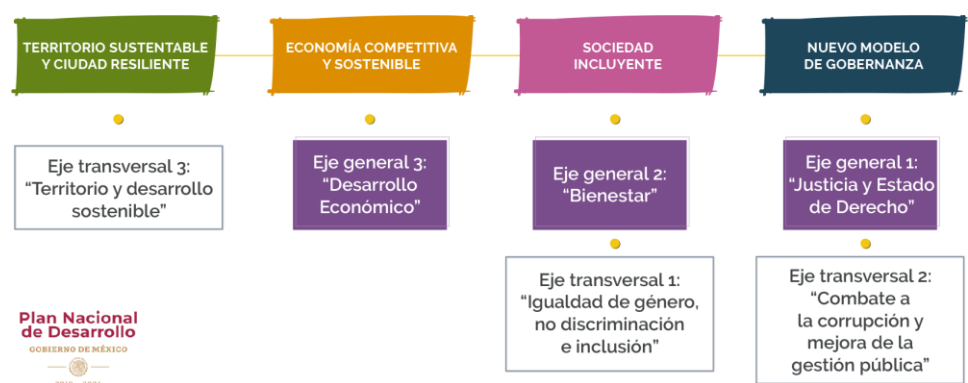 TERRITORIO SUSTENTABLE
Y CIUDAD RESILIENTE
ECONOMÍA COMPETITIVA
Y SOSTENIBLE
SOCIEDAD
INCLUYENTE
NUEVO MODELO
DE GOBERNANZA
Eje transversal 3:
“Territorio y desarrollo
sostenible”
Eje general 3:
“Desarrollo
Económico”
Eje general 2:
“Bienestar”
Eje general 1:
“Justicia y Estado
de Derecho”
Eje transversal 1:
“Igualdad de género,
no discriminación
e inclusión”
Eje transversal 2:
“Combate a
la corrupción y
mejora de la
gestión pública”
Plan Nacional
de Desarrollo
GOBIERNO DE MÉXICO